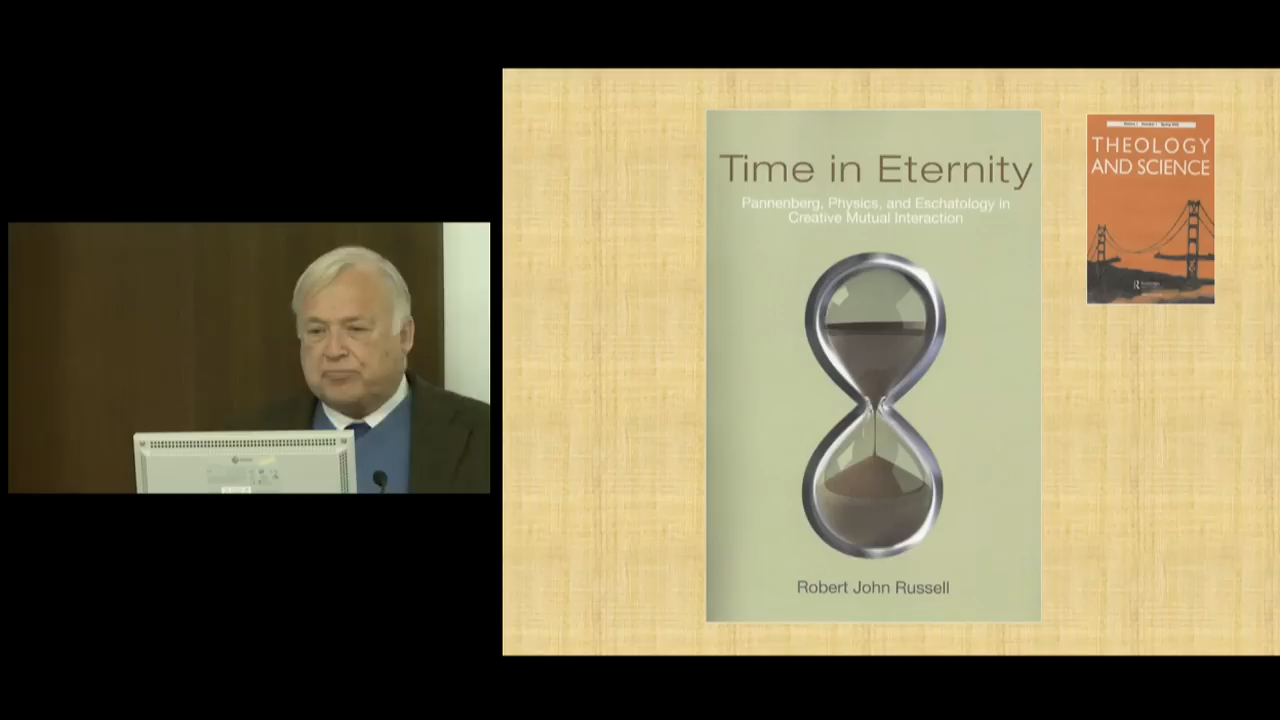 Time in Eternity
Pannenberg, Physics, and Eschatology in
Creative Mutual Interaction
Robert John Russell
THEOLOGY
AND SCIENCE